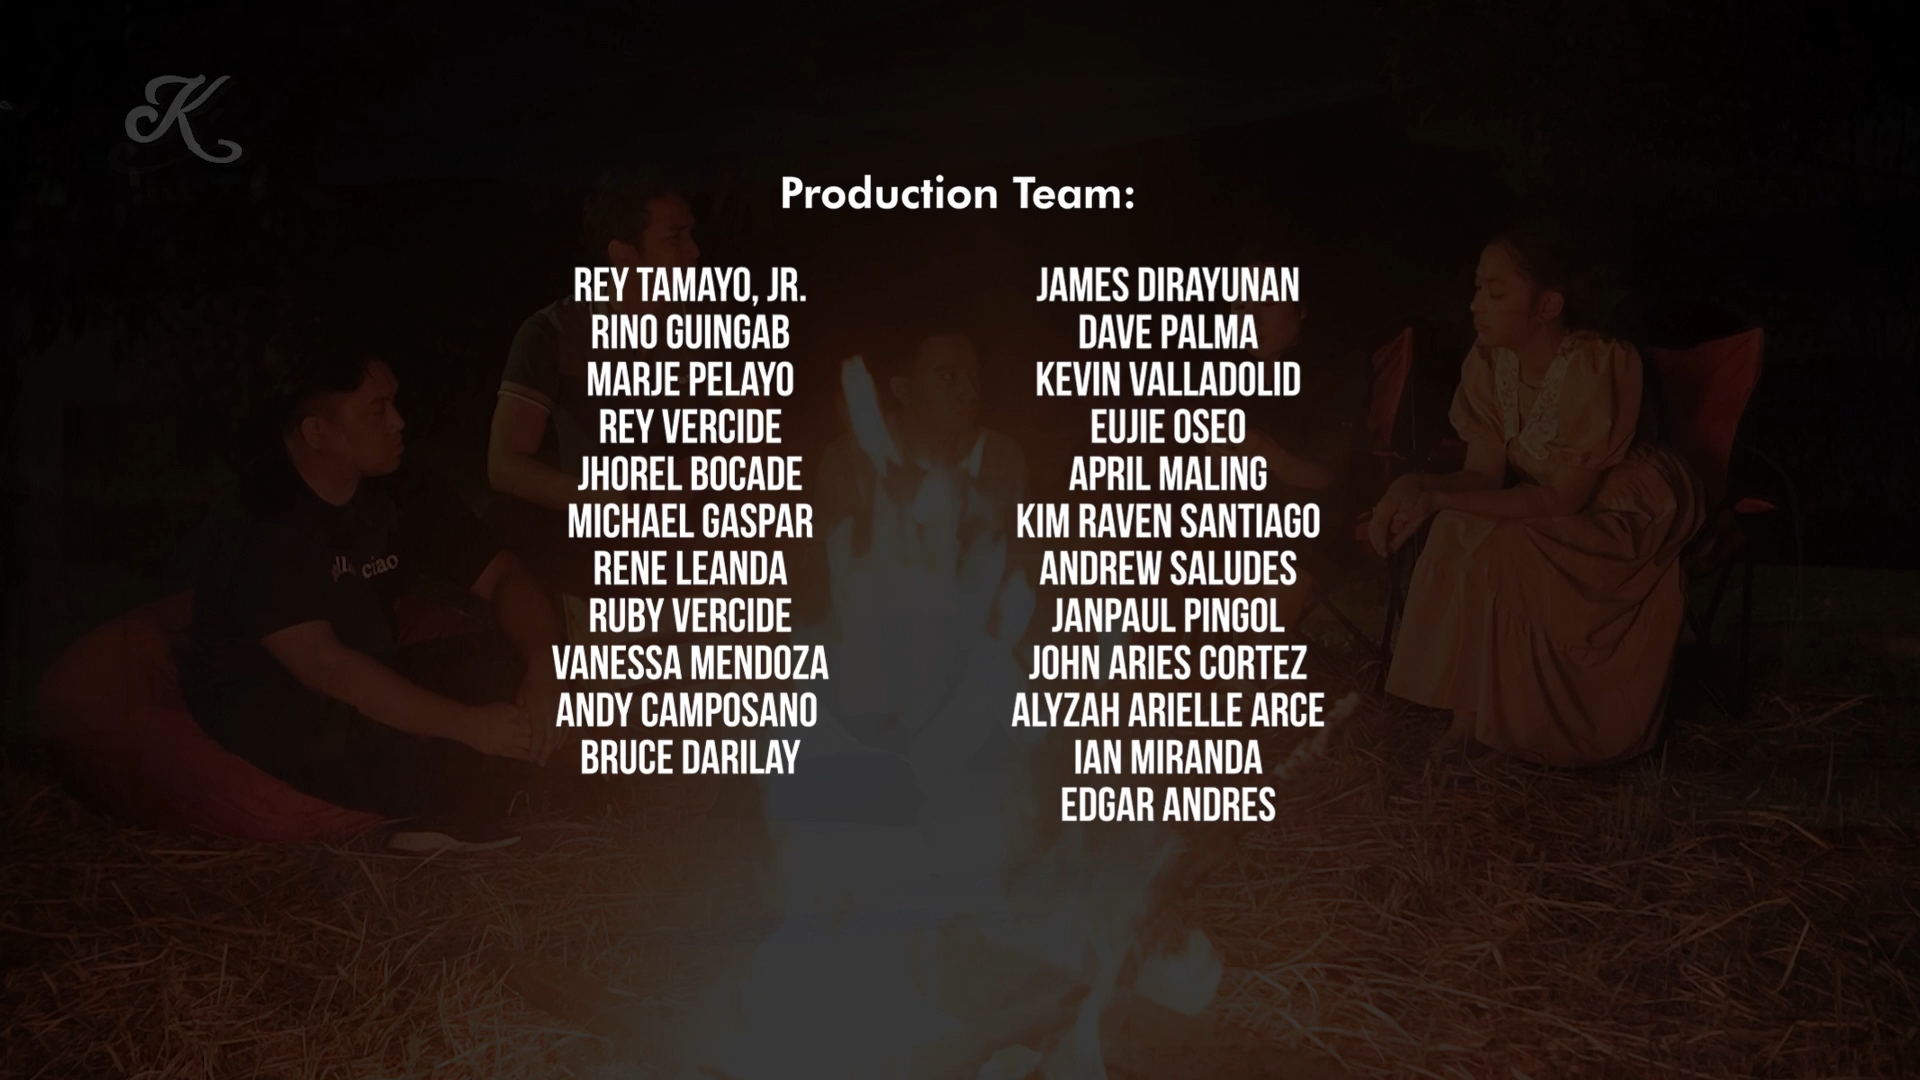 K
Production Team:
REY TAMAYO, JR.
RINO GUINGAB
MARJE PELAYO
REY VERCIDE
JHOREL BOCADE
MICHAEL GASPAR
RENE LEANDA
RUBY VERCIDE
VANESSA MENDOZA
ANDY CAMPOSANO
BRUCE DARILAY
JAMES DIRAYUNAN
DAVE PALMA
KEVIN VALLADOLID
EUJIE OSEO
APRIL MALING
KIM RAVEN SANTIAGO
ANDREW SALUDES
JANPAUL PINGOL
JOHN ARIES CORTEZ
ALYZAH ARIELLE ARCE
IAN MIRANDA
EDGAR ANDRES
ciao